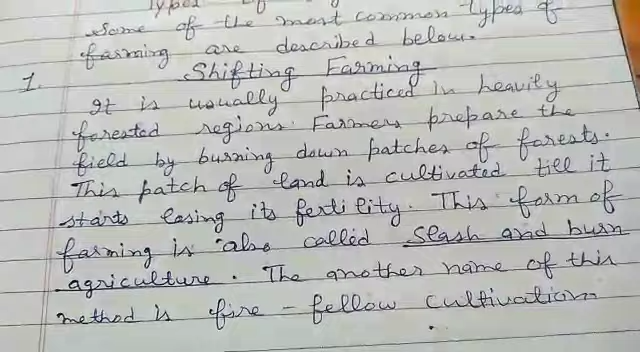 Types of
Some of the most common types of
farming are described below.
1. Shifting Farming
It is usually practiced in heavily
forested regions. Farmers prepare the
field by burning down patches of forests.
This patch of land is cultivated till it
starts losing its fertility. This form of
farming is also called Slash and burn
agriculture. The another name of this
method is fire - fellow cultivation